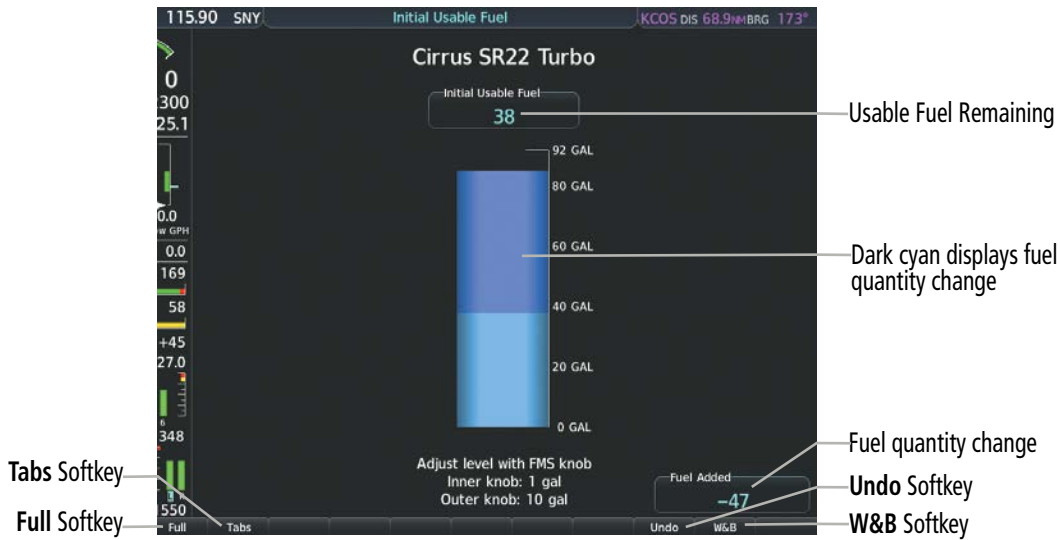 115.90 SNY
Initial Usable Fuel
KCOS DIS 68.9NM BRG 173°
Cirrus SR22 Turbo
Initial Usable Fuel
38
Usable Fuel Remaining
92 GAL
80 GAL
60 GAL
40 GAL
20 GAL
0 GAL
Dark cyan displays fuel
quantity change
0
300
25.1
0.0
w GPH
0.0
169
58
+45
27.0
6
348
1550
Adjust level with FMS knob
Inner knob: 1 gal
Outer knob: 10 gal
Fuel quantity change
Fuel Added
-47
Tabs Softkey
Undo Softkey
Full Softkey
Full
Tabs
Undo
W&B
W&B Softkey